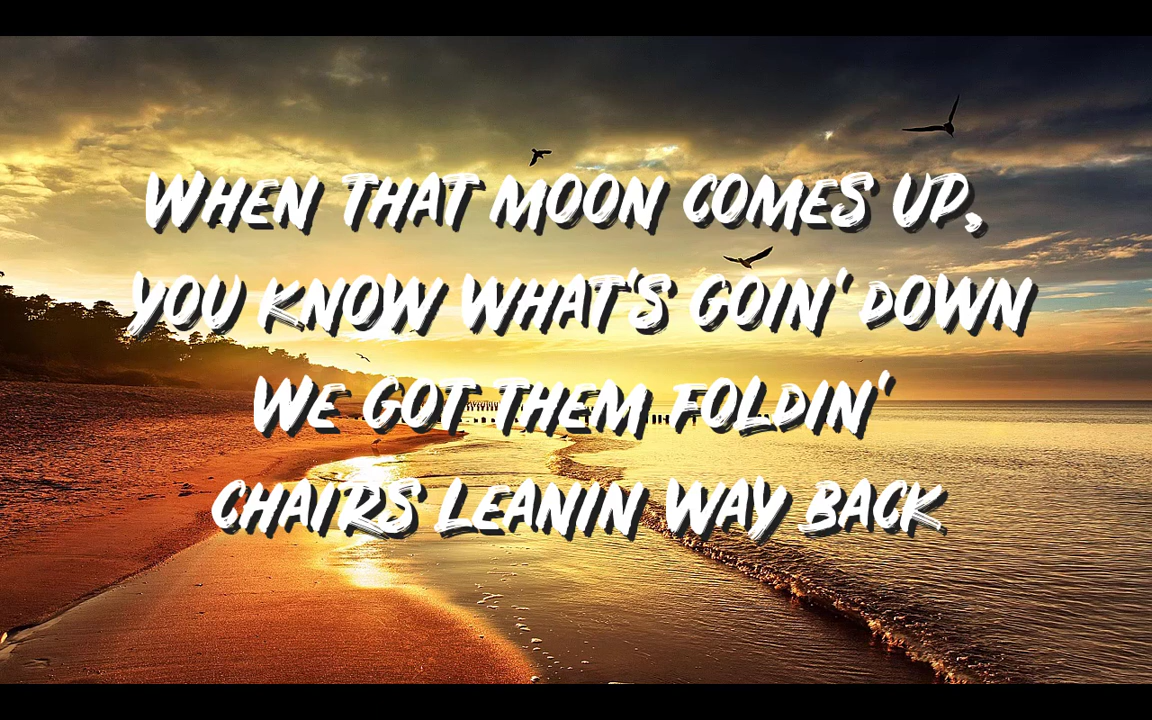 When that moon comes up,
you know what's goin' down
We got them foldin'
chairs leanin way back